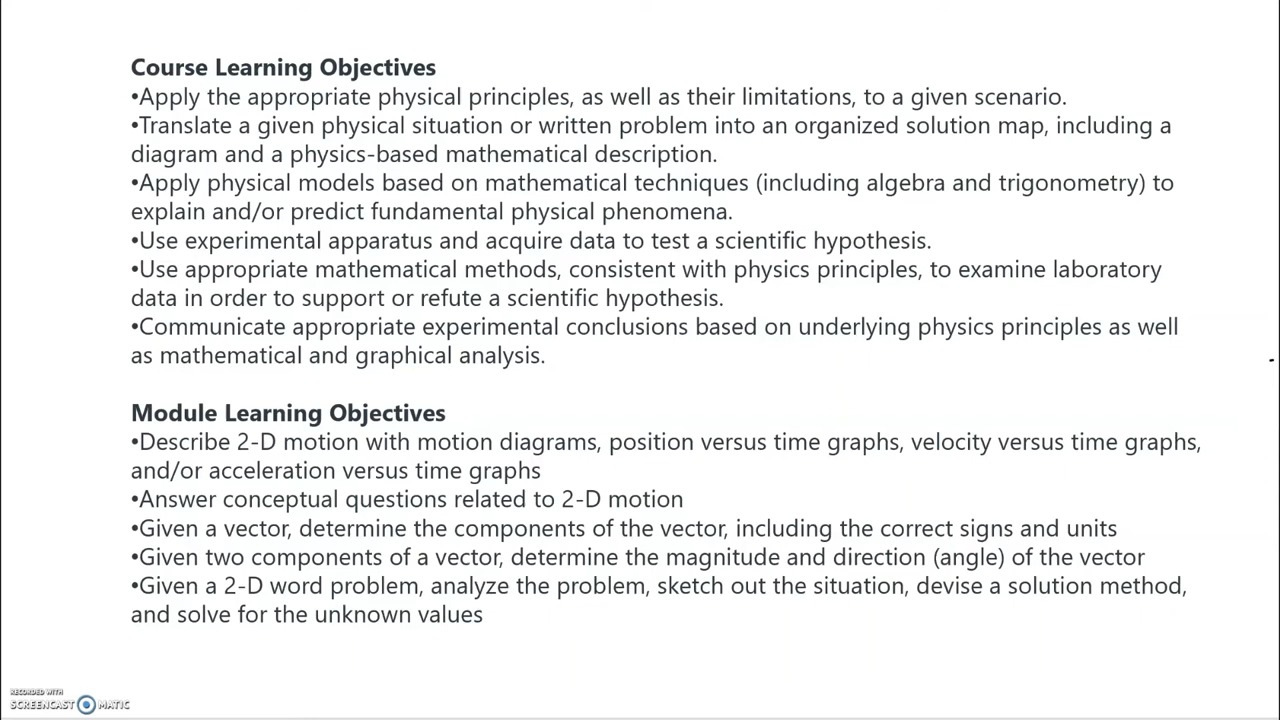 Course Learning Objectives
•Apply the appropriate physical principles, as well as their limitations, to a given scenario.
•Translate a given physical situation or written problem into an organized solution map, including a
diagram and a physics-based mathematical description.
•Apply physical models based on mathematical techniques (including algebra and trigonometry) to
explain and/or predict fundamental physical phenomena.
•Use experimental apparatus and acquire data to test a scientific hypothesis.
•Use appropriate mathematical methods, consistent with physics principles, to examine laboratory
data in order to support or refute a scientific hypothesis.
•Communicate appropriate experimental conclusions based on underlying physics principles as well
as mathematical and graphical analysis.
Module Learning Objectives
•Describe 2-D motion with motion diagrams, position versus time graphs, velocity versus time graphs,
and/or acceleration versus time graphs
•Answer conceptual questions related to 2-D motion
•Given a vector, determine the components of the vector, including the correct signs and units
•Given two components of a vector, determine the magnitude and direction (angle) of the vector
•Given a 2-D word problem, analyze the problem, sketch out the situation, devise a solution method,
and solve for the unknown values
RECORDED WITH
SCREENCAST MATIC